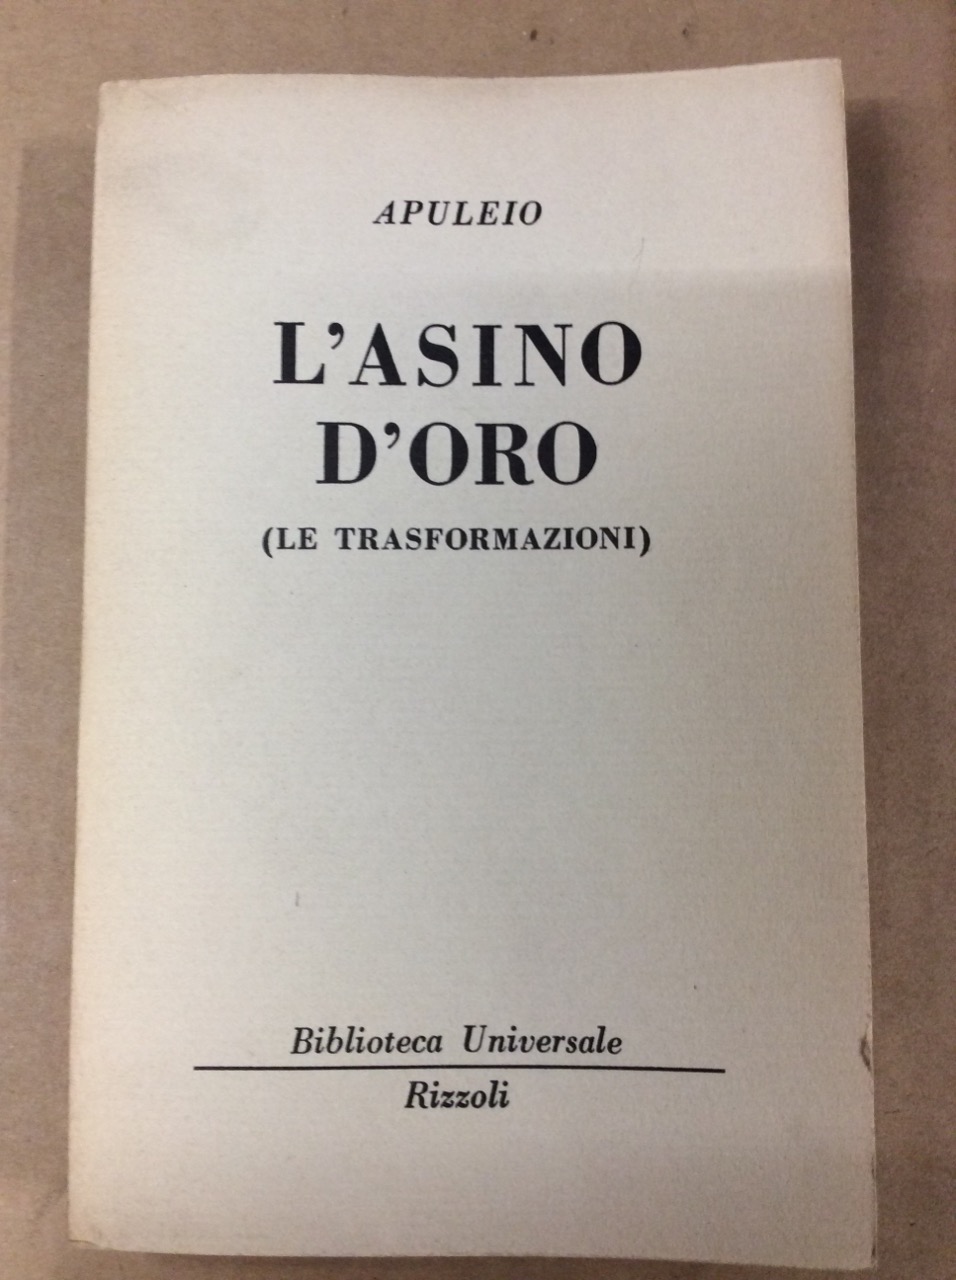 APULEIO
L’ASINO
D’ORO
(LE TRASFORMAZIONI)
Biblioteca Universale
Rizzoli